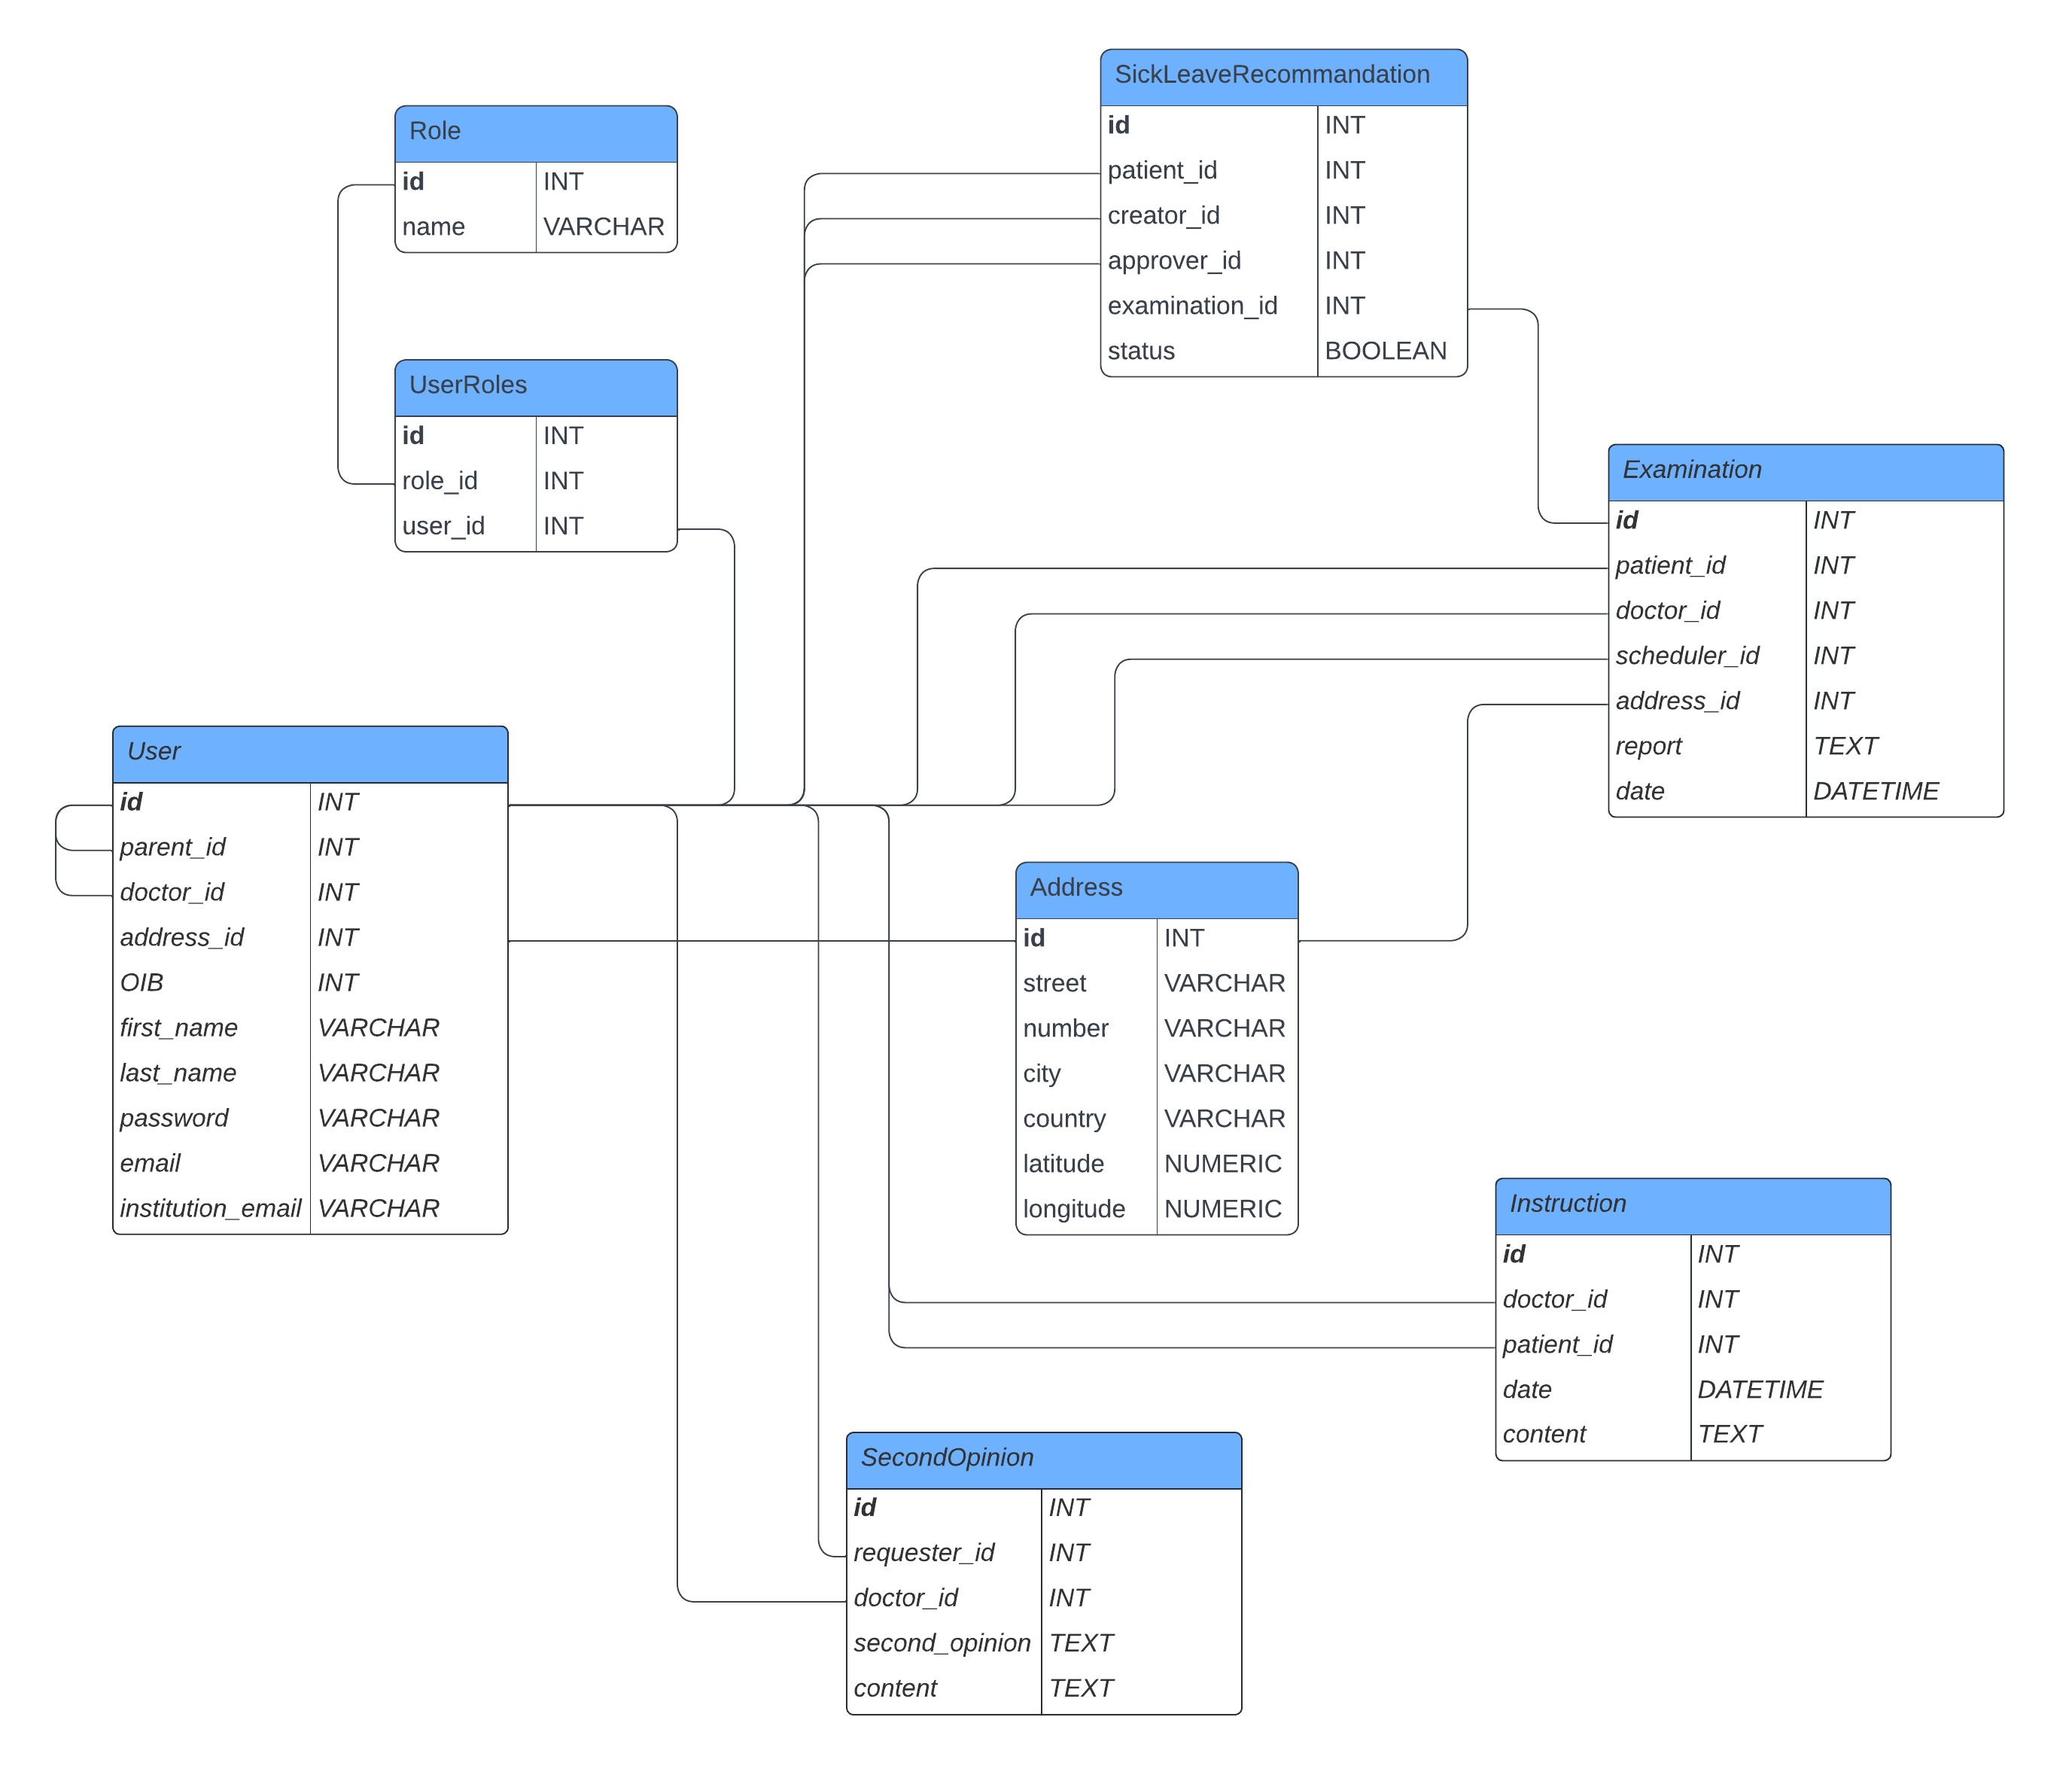 SickLeaveRecommandation
id INT
patient_id INT
creator_id INT
approver_id INT
examination_id INT
status BOOLEAN
Role
id INT
name VARCHAR
UserRoles
id INT
role_id INT
user_id INT
Examination
id INT
patient_id INT
doctor_id INT
scheduler_id INT
address_id INT
report TEXT
date DATETIME
User
id INT
parent_id INT
doctor_id INT
address_id INT
OIB INT
first_name VARCHAR
last_name VARCHAR
password VARCHAR
email VARCHAR
institution_email VARCHAR
Address
id INT
street VARCHAR
number VARCHAR
city VARCHAR
country VARCHAR
latitude NUMERIC
longitude NUMERIC
Instruction
id INT
doctor_id INT
patient_id INT
date DATETIME
content TEXT
SecondOpinion
id INT
requester_id INT
doctor_id INT
second_opinion TEXT
content TEXT